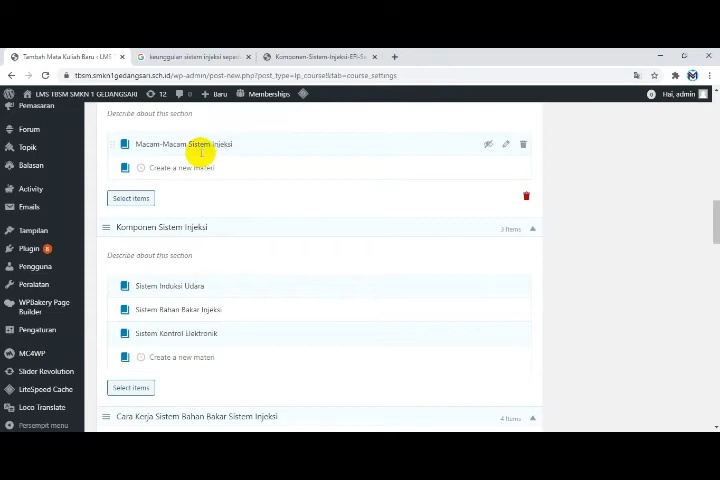 Tambah Mata Kuliah Baru ‹ LMS
keunggulan sistem injeksi sepeda
Komponen-Sistem-Injeksi-EFI-Se
tbsm.smkn1gedangsari.sch.id/wp-admin/post-new.php?post_type=lp_course&tab=course_settings
LMS TBSM SMKN 1 GEDANGSARI
12
0
Baru
Memberships
0
Hai, admin
Pemasaran
Forum
Topik
Balasan
Activity
Emails
Tampilan
Plugin 8
Pengguna
Peralatan
WPBakery Page
Builder
Pengaturan
MC4WP
Slider Revolution
LiteSpeed Cache
Loco Translate
Persempit menu
Describe about this section
Macam-Macam Sistem Injeksi
Create a new materi
Select items
Komponen Sistem Injeksi
3 Items
Describe about this section
Sistem Induksi Udara
Sistem Bahan Bakar Injeksi
Sistem Kontrol Elektronik
Create a new materi
Select items
Cara Kerja Sistem Bahan Bakar Sistem Injeksi
4 Items